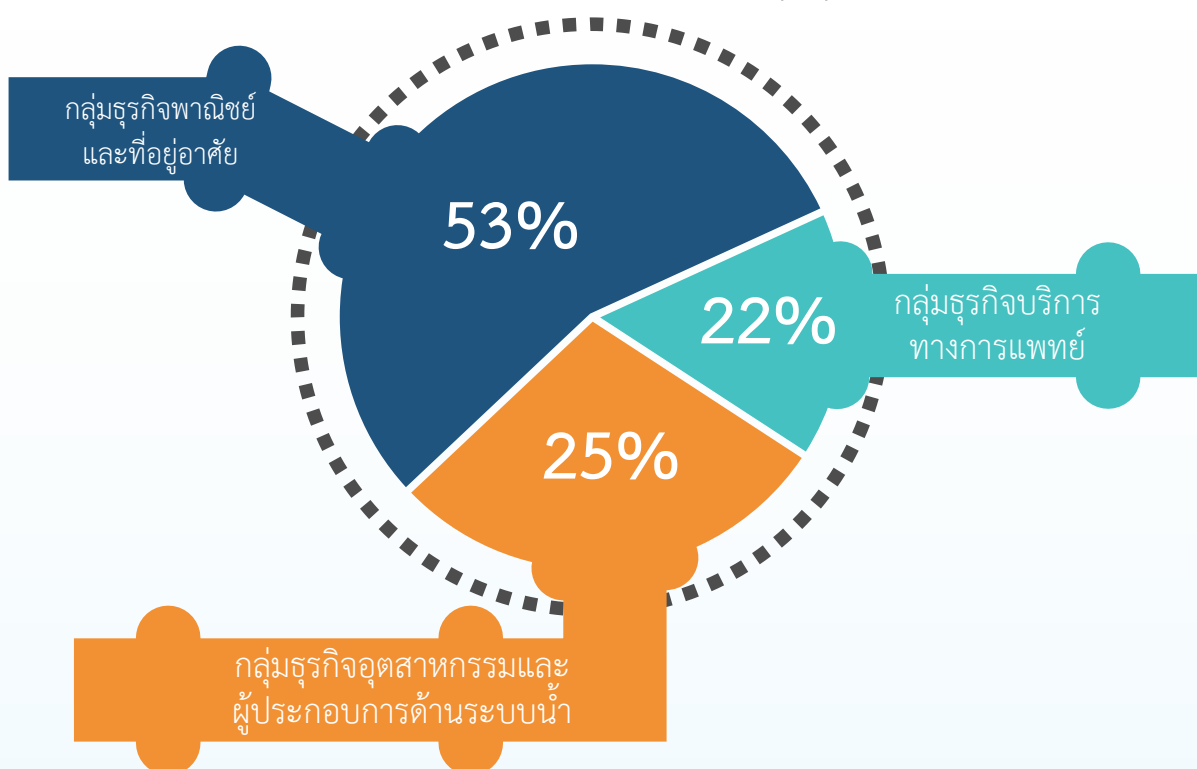 กลุ่มธุรกิจพาณิชย์
และที่อยู่อาศัย
53%
22%
กลุ่มธุรกิจบริการ
ทางการแพทย์
25%
กลุ่มธุรกิจอุตสาหกรรมและ
ผู้ประกอบการด้านระบบน้ำ